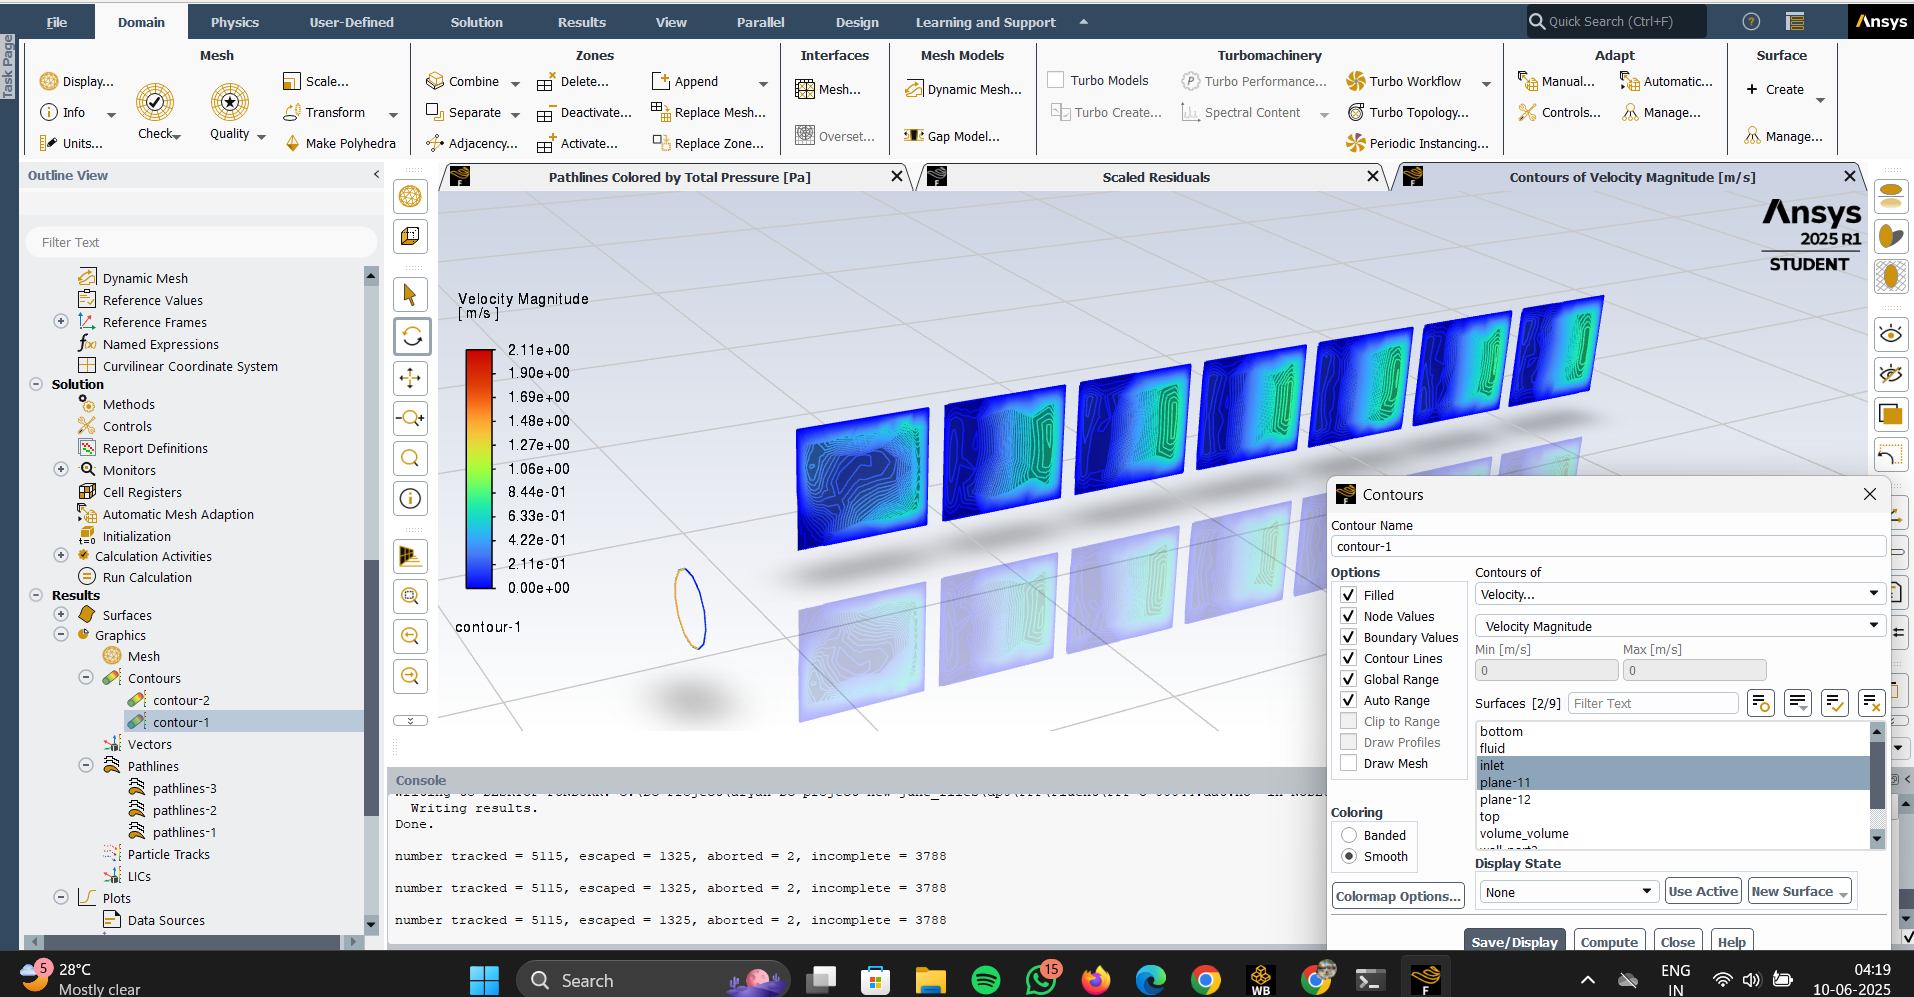 File
Domain
Physics
User-Defined
Solution
Results
View
Parallel
Design
Learning and Support
Quick Search (Ctrl+F)
Ansys
Task Page
Mesh
Display...
Info
Units...
Check
Quality
Scale...
Transform
Make Polyhedra
Zones
Combine
Separate
Adjacency...
Delete...
Deactivate...
Activate...
Append
Replace Mesh...
Replace Zone...
Interfaces
Mesh...
Overset...
Mesh Models
Dynamic Mesh...
Gap Model...
Turbomachinery
Turbo Models
Turbo Create...
Turbo Performance...
Spectral Content
Turbo Workflow
Turbo Topology...
Periodic Instancing...
Adapt
Manual...
Controls...
Automatic...
Manage...
Surface
+ Create
Manage...
Outline View
Filter Text
Dynamic Mesh
Reference Values
Reference Frames
Named Expressions
Curvilinear Coordinate System
Solution
Methods
Controls
Report Definitions
Monitors
Cell Registers
Automatic Mesh Adaption
Initialization
Calculation Activities
Run Calculation
Results
Surfaces
Graphics
Mesh
Contours
contour-2
contour-1
Vectors
Pathlines
pathlines-3
pathlines-2
pathlines-1
Particle Tracks
LICs
Plots
Data Sources
Pathlines Colored by Total Pressure [Pa]
Scaled Residuals
Contours of Velocity Magnitude [m/s]
Ansys
2025 R1
STUDENT
Velocity Magnitude
[ m/s ]
2.11e+00
1.90e+00
1.69e+00
1.48e+00
1.27e+00
1.06e+00
8.44e-01
6.33e-01
4.22e-01
2.11e-01
0.00e+00
contour-1
Console
Writing results.
Done.
number tracked = 5115, escaped = 1325, aborted = 2, incomplete = 3788
number tracked = 5115, escaped = 1325, aborted = 2, incomplete = 3788
number tracked = 5115, escaped = 1325, aborted = 2, incomplete = 3788
Contours
Contour Name
contour-1
Options
Filled
Node Values
Boundary Values
Contour Lines
Global Range
Auto Range
Clip to Range
Draw Profiles
Draw Mesh
Coloring
Banded
Smooth
Colormap Options...
Contours of
Velocity...
Velocity Magnitude
Min [m/s]
Max [m/s]
0
0
Surfaces [2/9]
Filter Text
bottom
fluid
inlet
plane-11
plane-12
top
volume_volume
Display State
None
Use Active
New Surface
Save/Display
Compute
Close
Help
5
28°C
Mostly clear
Search
15
WB
ENG
IN
04:19
10-06-2025